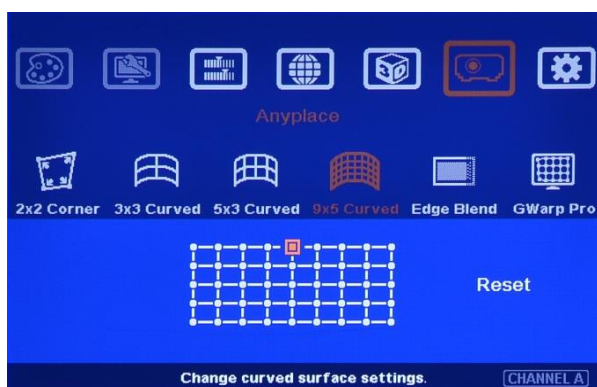 3D
Anyplace
2x2 Corner 3x3 Curved 5x3 Curved 9x5 Curved Edge Blend GWarp Pro
Reset
Change curved surface settings. CHANNEL A